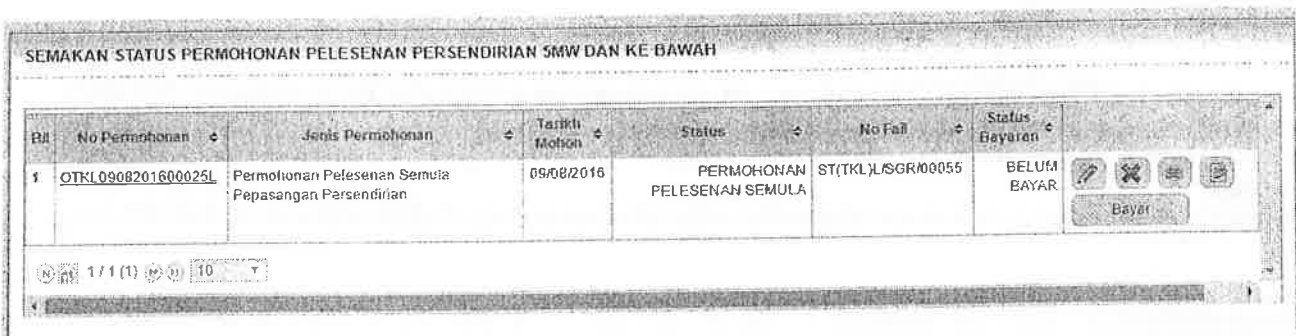 SEMAKAN STATUS PERMOHONAN PELESENAN PERSENDIRIAN 5MW DAN KE BAWAH
Bil No Permohonan Jenis Permohonan Tarikh Mohon Status No Fail Status Bayaran
1 OTKL0908201600025L Permohonan Pelesenan Semula Pepasangan Persendirian 09/08/2016 PERMOHONAN PELESENAN SEMULA ST(TKL)L/SGR/00055 BELUM BAYAR
Bayar
1 / 1 (1) 10